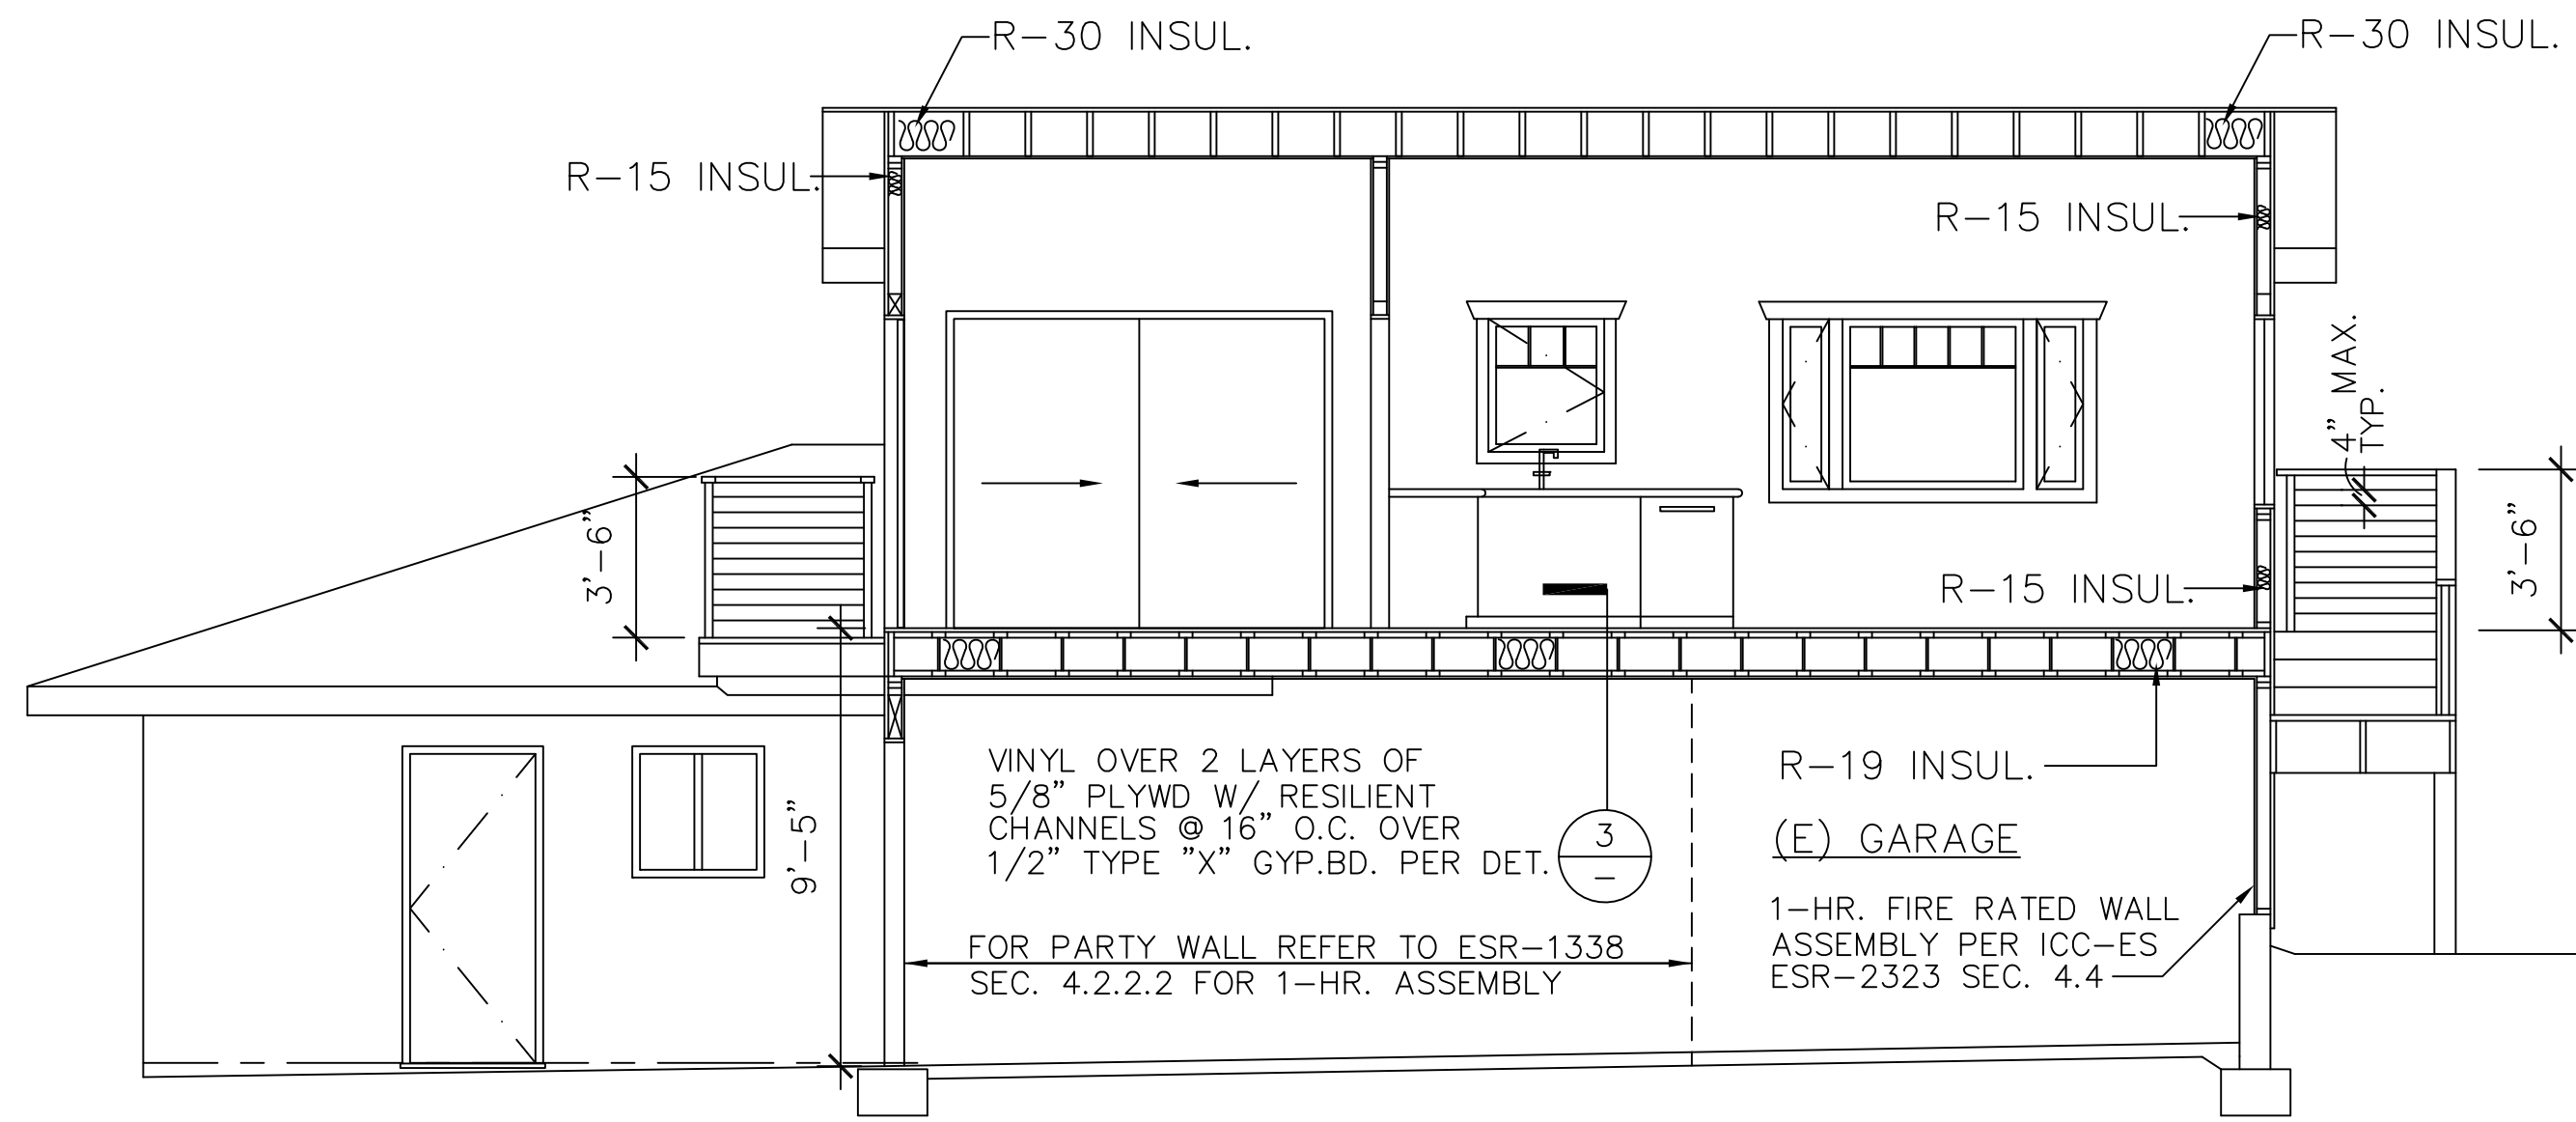 R-30 INSUL.
R-30 INSUL.
R-15 INSUL.
R-15 INSUL.
4" MAX.
TYP.
3'-6"
3'-6"
R-15 INSUL.
VINYL OVER 2 LAYERS OF
5/8" PLYWD W/ RESILIENT
CHANNELS @ 16" O.C. OVER
1/2" TYPE "X" GYP.BD. PER DET.
3
–
R-19 INSUL.
9'-5"
(E) GARAGE
1-HR. FIRE RATED WALL
ASSEMBLY PER ICC-ES
ESR-2323 SEC. 4.4
FOR PARTY WALL REFER TO ESR-1338
SEC. 4.2.2.2 FOR 1-HR. ASSEMBLY